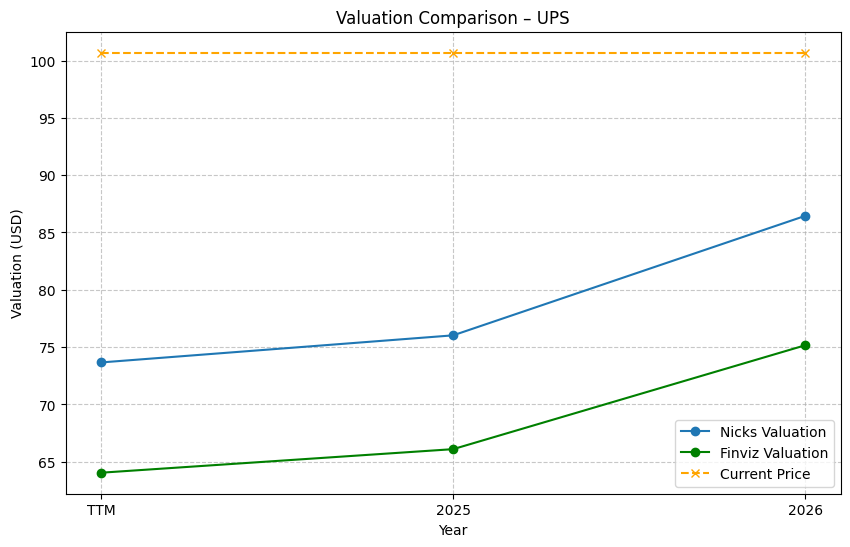 Valuation Comparison – UPS
Valuation (USD)
100
95
90
85
80
75
70
65
TTM
2025
2026
Year
Nicks Valuation
Finviz Valuation
Current Price